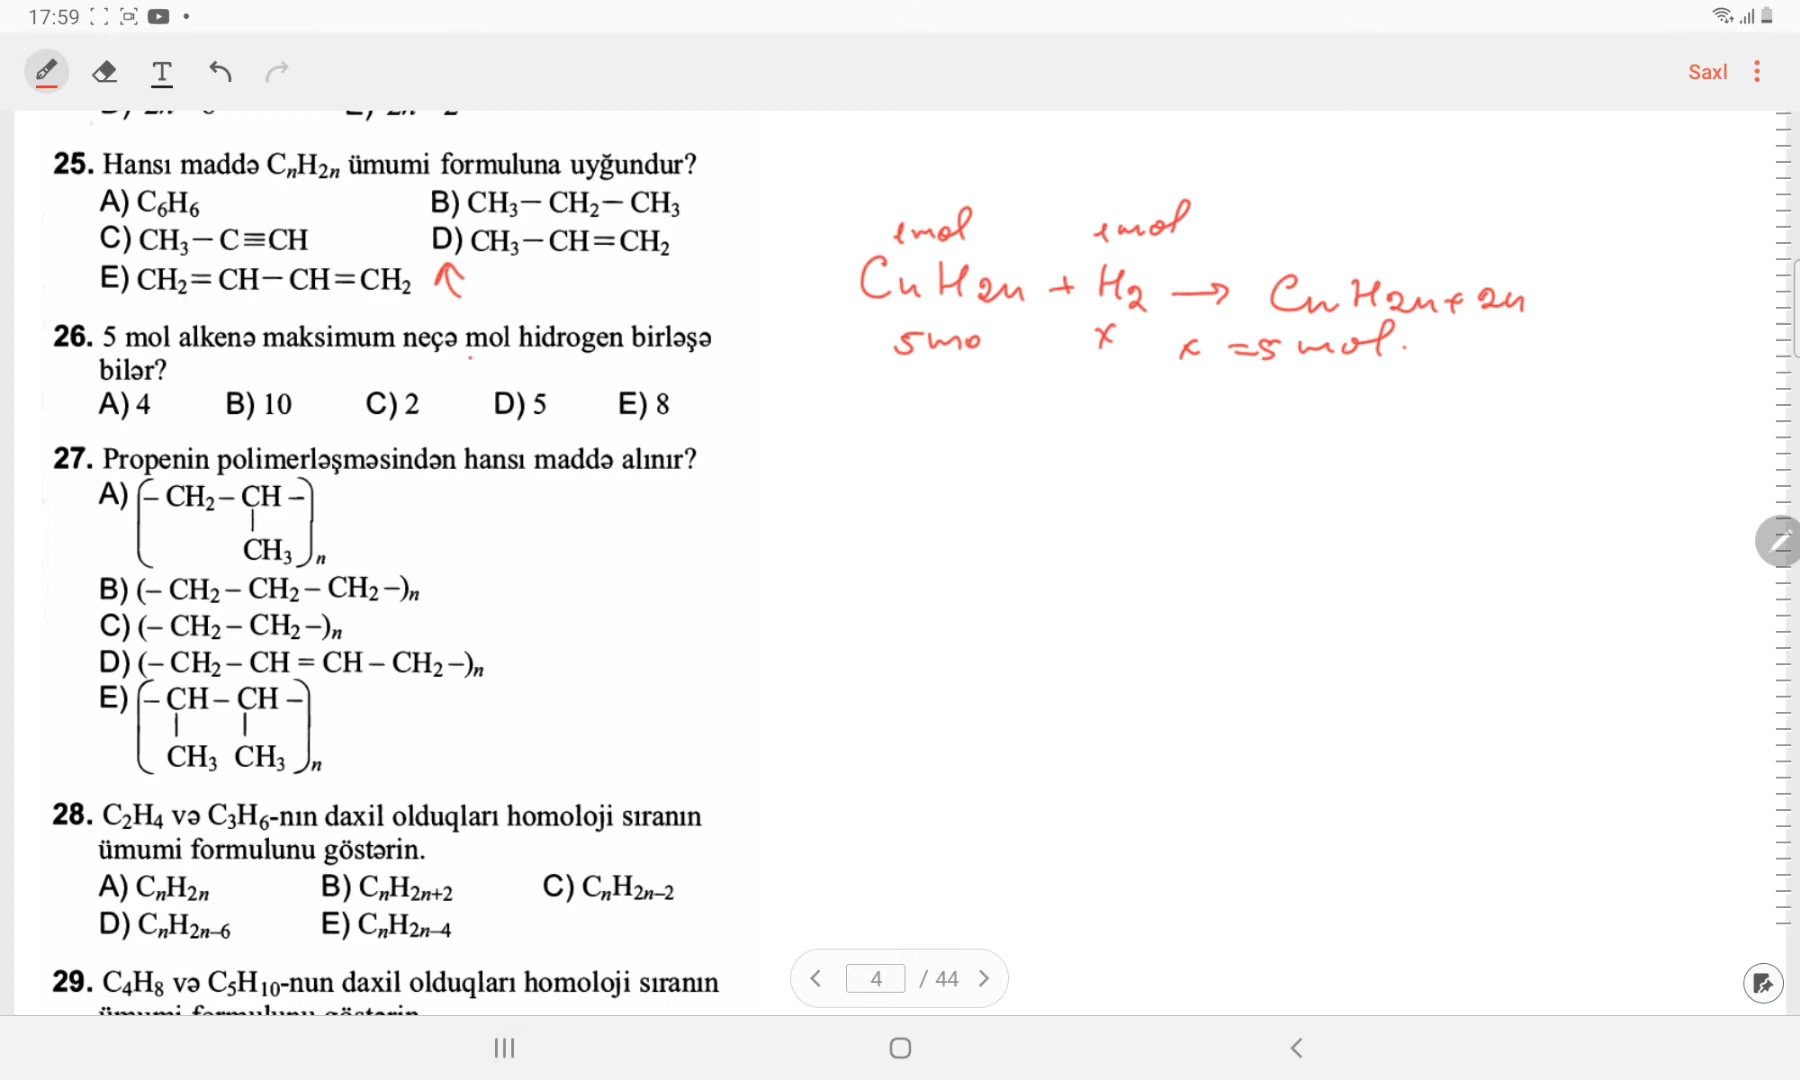 17:59
Saxl
25. Hansı maddə CnH2n ümumi formuluna uyğundur?
A) C6H6 B) CH3– CH2– CH3
C) CH3– C≡CH D) CH3– CH=CH2
E) CH2=CH–CH=CH2
26. 5 mol alkenə maksimum neçə mol hidrogen birləşə
bilər?
A) 4 B) 10 C) 2 D) 5 E) 8
27. Propenin polimerləşməsindən hansı maddə alınır?
A) (– CH2– CH –
|
CH3)n
B) (– CH2– CH2– CH2–)n
C) (– CH2– CH2–)n
D) (– CH2– CH = CH – CH2–)n
E) (– CH– CH –
| |
CH3 CH3)n
28. C2H4 və C3H6-nın daxil olduqları homoloji sıranın
ümumi formulunu göstərin.
A) CnH2n B) CnH2n+2 C) CnH2n–2
D) CnH2n–6 E) CnH2n–4
29. C4H8 və C5H10-nun daxil olduqları homoloji sıranın
1mol 1mol
CnH2n + H2 → CnH2n+2n
5mo x x =5 mol.
4 / 44